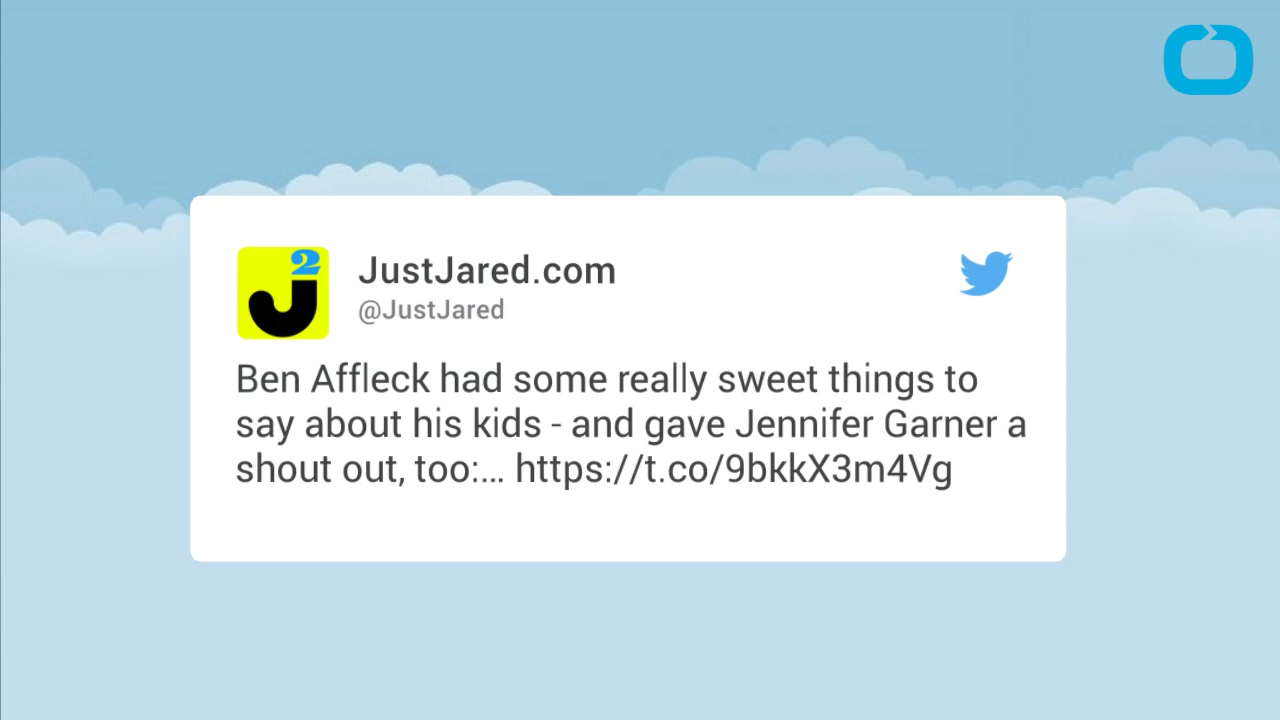 J2
JustJared.com
@JustJared
Ben Affleck had some really sweet things to
say about his kids - and gave Jennifer Garner a
shout out, too:... https://t.co/9bkkX3m4Vg